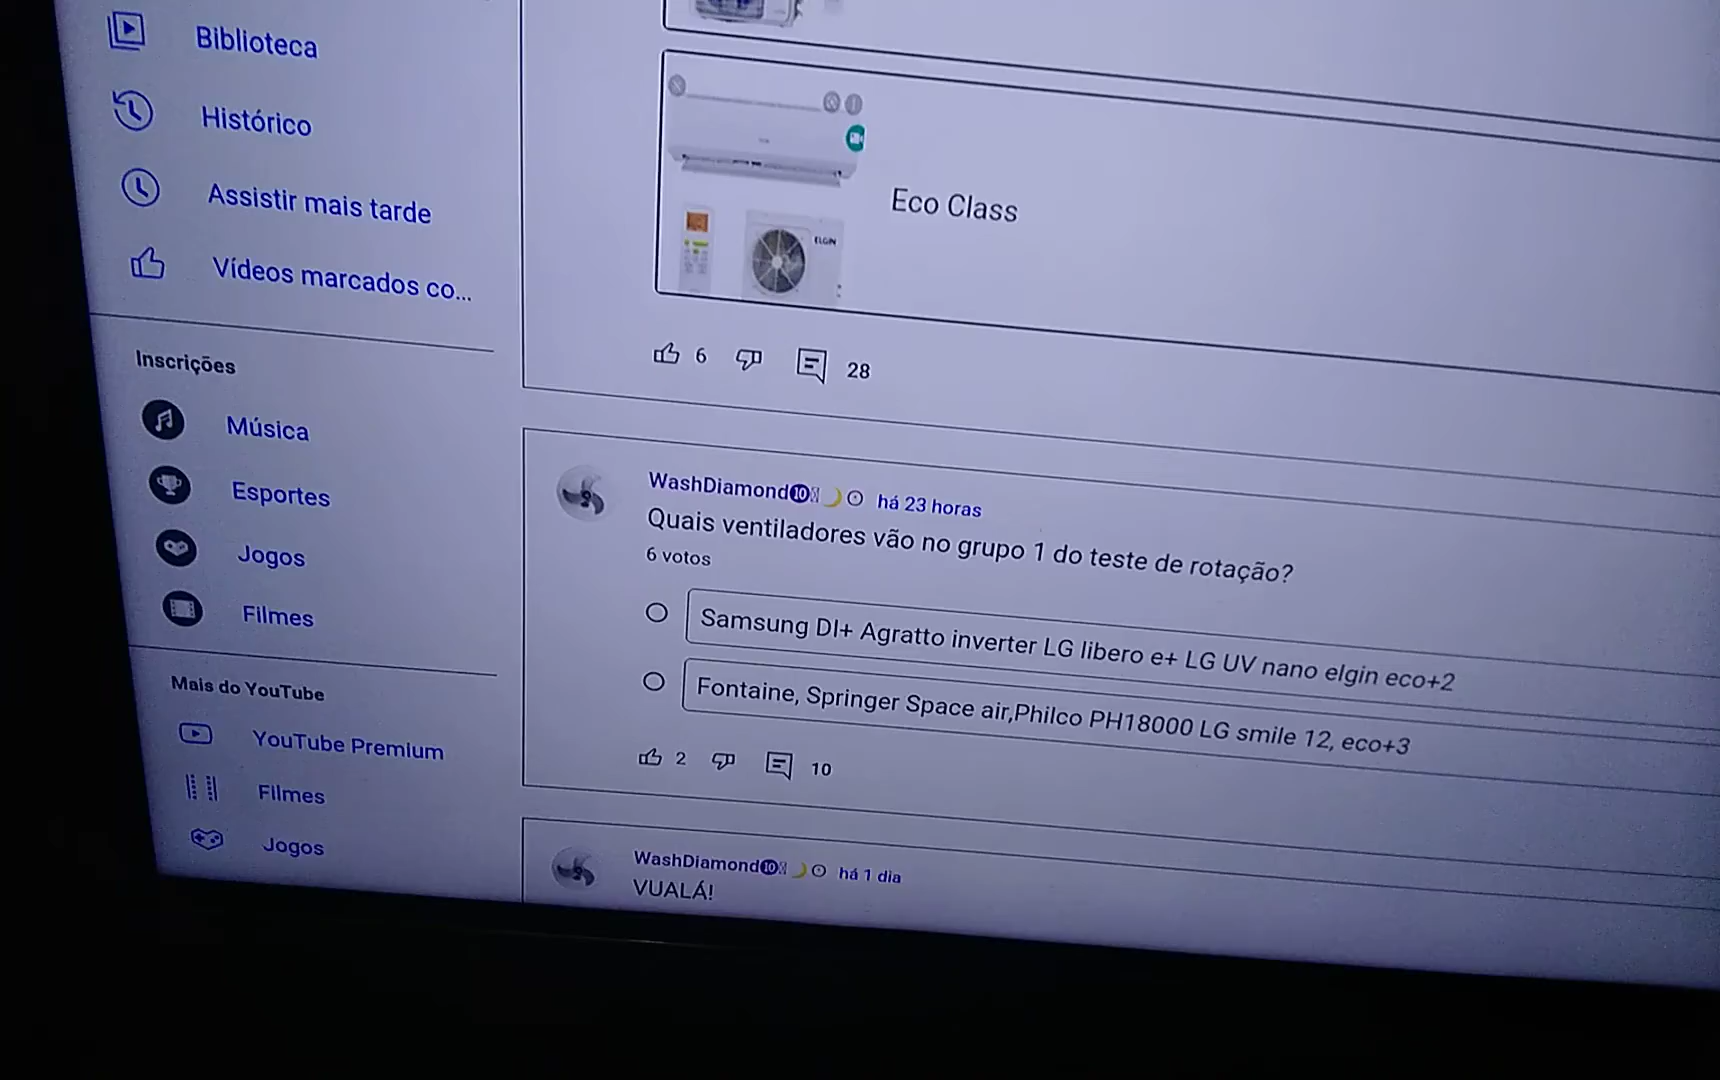 Biblioteca
Histórico
Assistir mais tarde
Vídeos marcados co...
Inscrições
Música
Esportes
Jogos
Filmes
Mais do YouTube
YouTube Premium
Filmes
Jogos
ELGIN
Eco Class
6 28
WashDiamond❿ há 23 horas
Quais ventiladores vão no grupo 1 do teste de rotação?
6 votos
Samsung DI+ Agratto inverter LG libero e+ LG UV nano elgin eco+2
Fontaine, Springer Space air,Philco PH18000 LG smile 12, eco+3
2 10
WashDiamond❿ há 1 dia
VUALÁ!